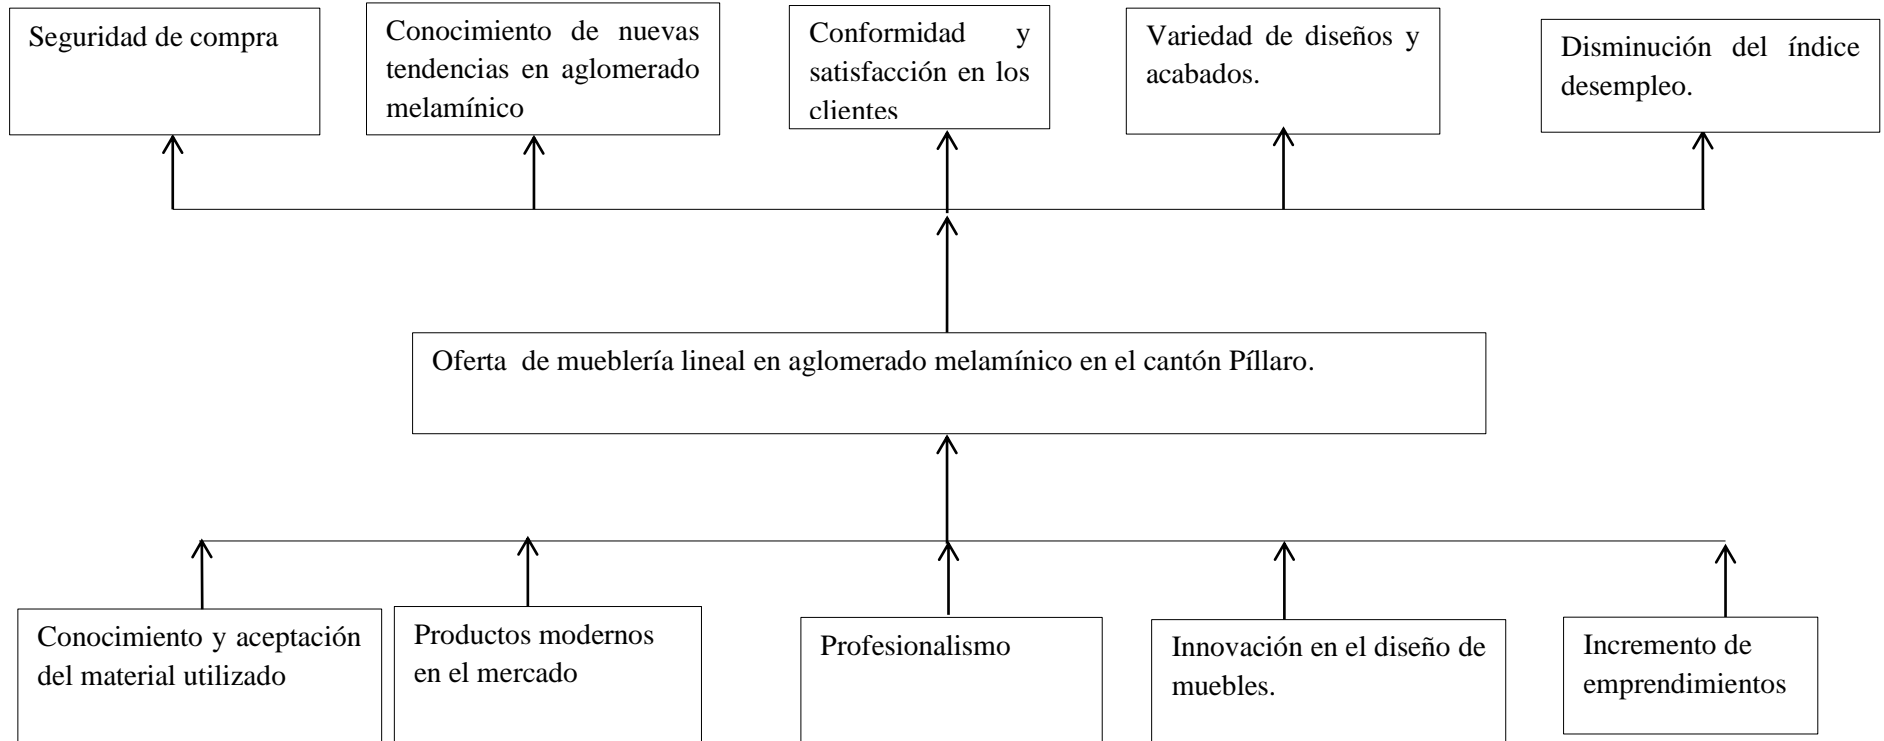 Seguridad de compra
Conocimiento de nuevas
tendencias en aglomerado
melamínico
Conformidad y
satisfacción en los
clientes
Variedad de diseños y
acabados.
Disminución del índice
desempleo.
Oferta de mueblería lineal en aglomerado melamínico en el cantón Píllaro.
Conocimiento y aceptación
del material utilizado
Productos modernos
en el mercado
Profesionalismo
Innovación en el diseño de
muebles.
Incremento de
emprendimientos